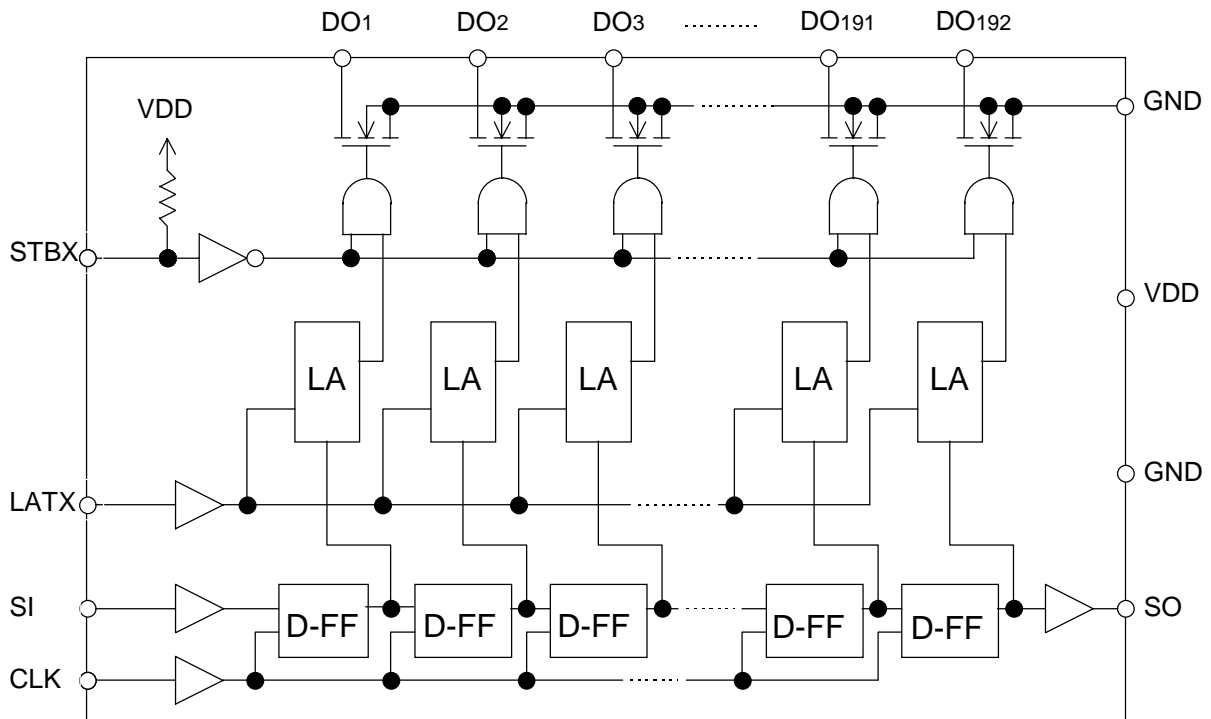 DO1 DO2 DO3 DO191 DO192
GND
VDD
STBX
VDD
LA LA LA LA LA
GND
LATX
SI
SO
D-FF D-FF D-FF D-FF D-FF
CLK